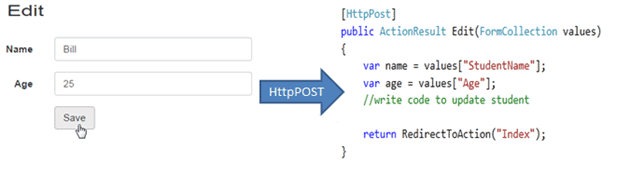 Edit
Name Bill
Age 25
Save
HttpPOST
[HttpPost]
public ActionResult Edit(FormCollection values)
{
    var name = values["StudentName"];
    var age = values["Age"];
    //write code to update student

    return RedirectToAction("Index");
}